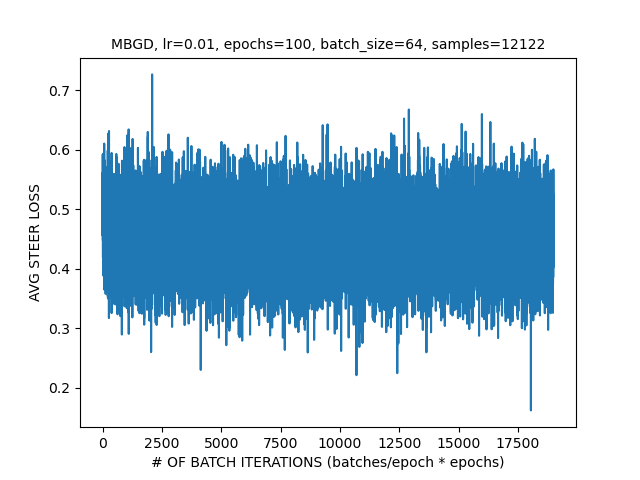 MBGD, lr=0.01, epochs=100, batch_size=64, samples=12122
0.7
0.6
0.5
0.4
0.3
0.2
AVG STEER LOSS
0 2500 5000 7500 10000 12500 15000 17500
# OF BATCH ITERATIONS (batches/epoch * epochs)